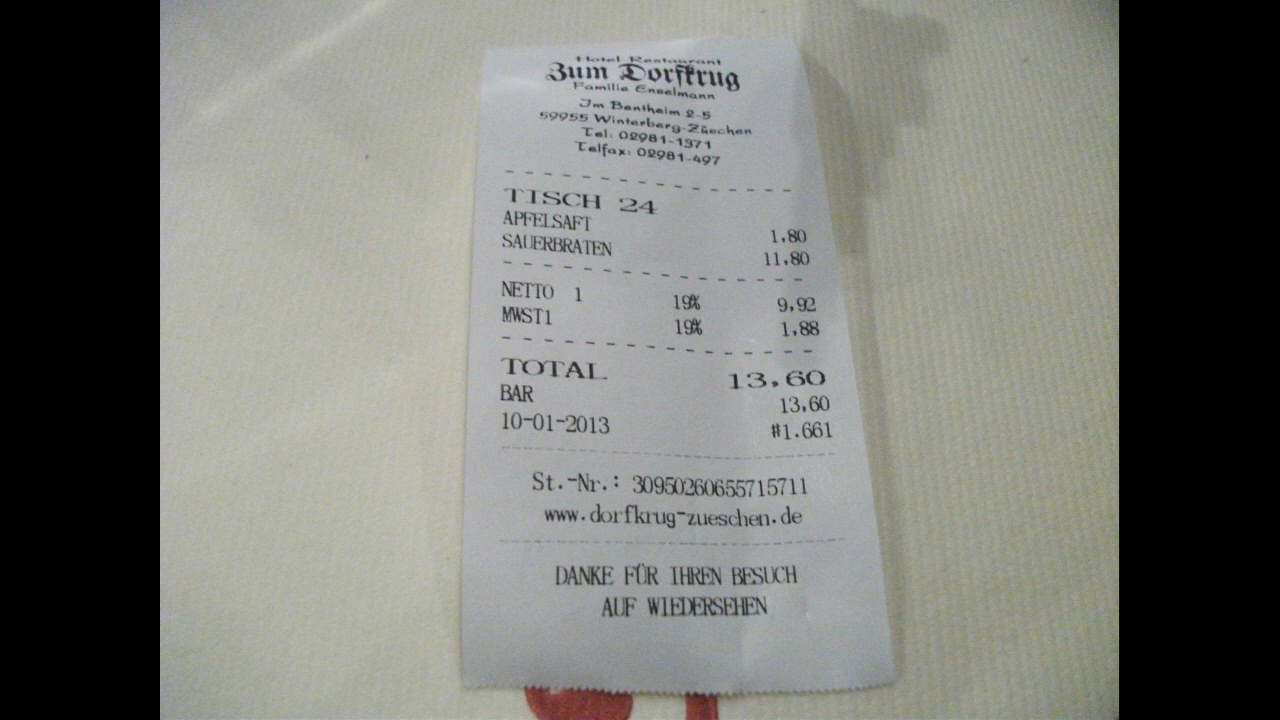 Hotel Restaurant
Zum Dorfkrug
Familie Enselmann
Im Bentheim 2-5
59955 Winterberg-Züschen
Tel: 02981-1371
Telfax: 02981-497
TISCH 24
APFELSAFT 1,80
SAUERBRATEN 11,80
NETTO 1 19% 9,92
MWST1 19% 1,88
TOTAL 13,60
BAR 13,60
10-01-2013 #1.661
St.-Nr.: 30950260655715711
www.dorfkrug-zueschen.de
DANKE FÜR IHREN BESUCH
AUF WIEDERSEHEN